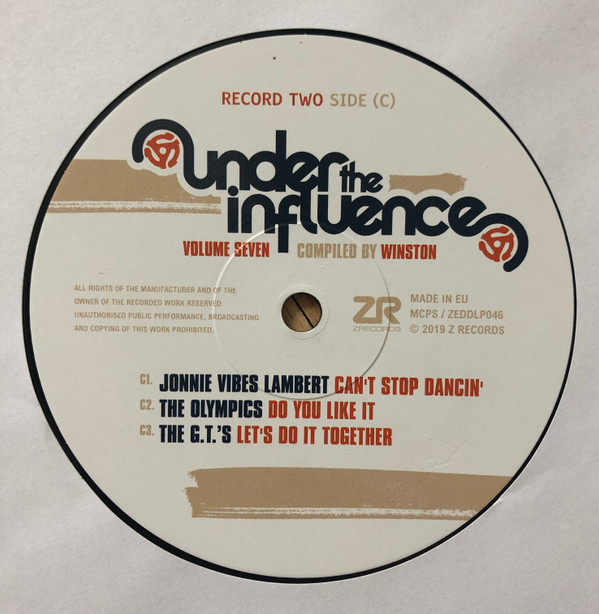 RECORD TWO SIDE (C)
under the
influence
VOLUME SEVEN COMPILED BY WINSTON
ALL RIGHTS OF THE MANUFACTURER AND OF THE
OWNER OF THE RECORDED WORK RESERVED.
UNAUTHORISED PUBLIC PERFORMANCE, BROADCASTING
AND COPYING OF THIS WORK PROHIBITED.
ZR
ZRECORDS
MADE IN EU
MCPS / ZEDDLP046
© 2019 Z RECORDS
C1. JONNIE VIBES LAMBERT CAN'T STOP DANCIN'
C2. THE OLYMPICS DO YOU LIKE IT
C3. THE G.T.'S LET'S DO IT TOGETHER